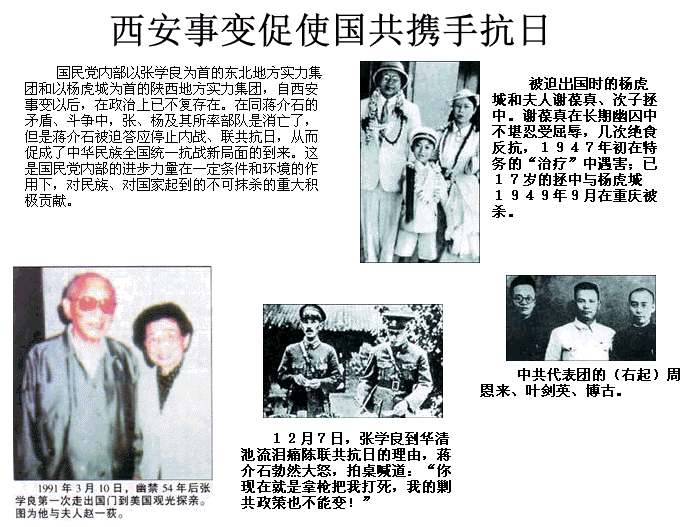 西安事变促使国共携手抗日
国民党内部以张学良为首的东北地方实力集
团和以杨虎城为首的陕西地方实力集团，自西安
事变以后，在政治上已不复存在。在同蒋介石的
矛盾、斗争中，张、杨及其所率部队是消亡了，
但是蒋介石被迫答应停止内战、联共抗日，从而
促成了中华民族全国统一抗战新局面的到来。这
是国民党内部的进步力量在一定条件和环境的作
用下，对民族、对国家起到的不可抹杀的重大积
极贡献。
被迫出国时的杨虎
城和夫人谢葆真、次子拯
中。谢葆真在长期幽囚中
不堪忍受屈辱，几次绝食
反抗，１９４７年初在特
务的“治疗”中遇害；已
１７岁的拯中与杨虎城
１９４９年９月在重庆被
杀。
中共代表团的（右起）周
恩来、叶剑英、博古。
１２月７日，张学良到华清
池流泪痛陈联共抗日的理由，蒋
介石勃然大怒，拍桌喊道：“你
现在就是拿枪把我打死，我的剿
共政策也不能变！”
1991年3月10日，幽禁54年后张
学良第一次走出国门到美国观光探亲。
图为他与夫人赵一荻。